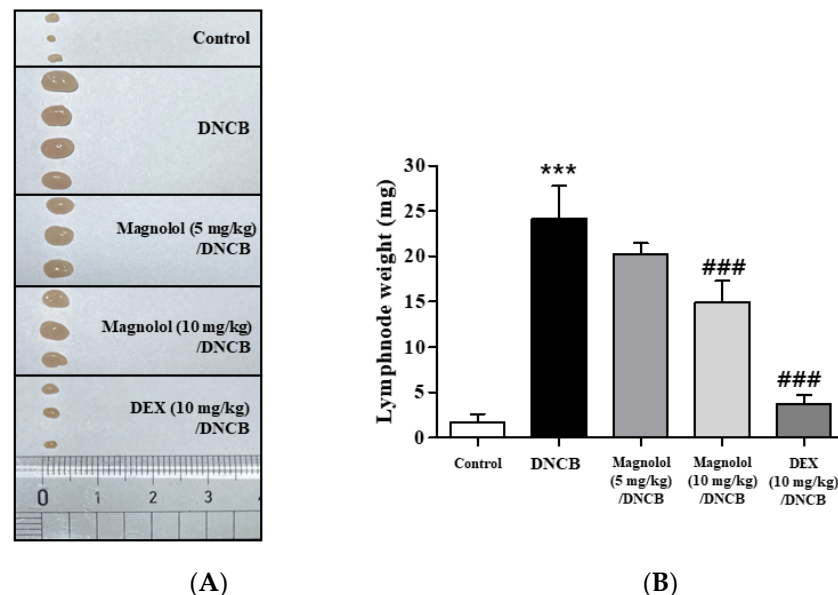 Control
DNCB
Magnolol (5 mg/kg)
/DNCB
Magnolol (10 mg/kg)
/DNCB
DEX (10 mg/kg)
/DNCB
0 1 2 3
(A)
Lymphnode weight (mg)
30
25
20
15
10
5
0
***
###
###
Control
DNCB
Magnolol
(5 mg/kg)
/DNCB
Magnolol
(10 mg/kg)
/DNCB
DEX
(10 mg/kg)
/DNCB
(B)